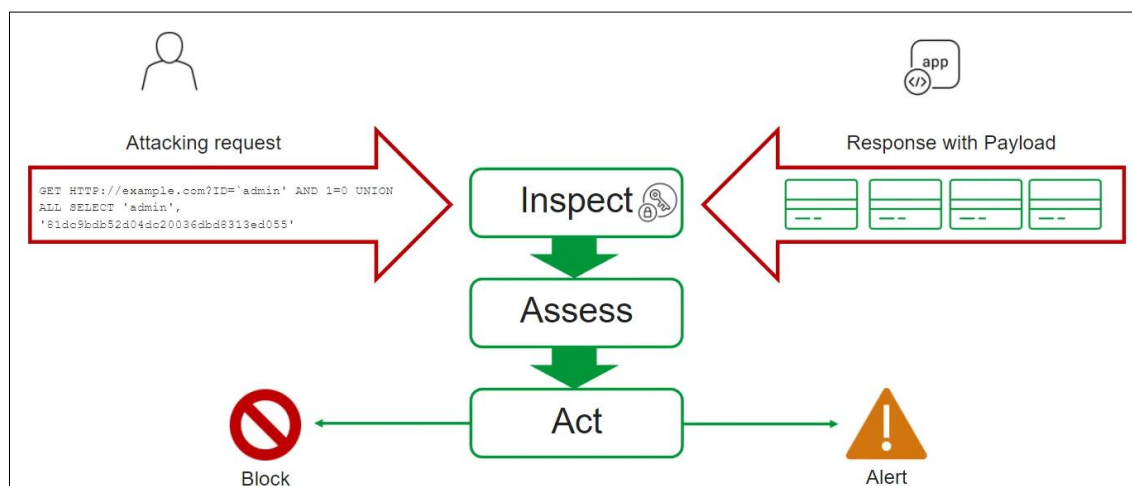 app
</>
Attacking request
Response with Payload
GET HTTP://example.com?ID=`admin' AND 1=0 UNION
ALL SELECT 'admin',
'81dc9bdb52d04dc20036dbd8313ed055'
Inspect
Assess
Act
Block
Alert